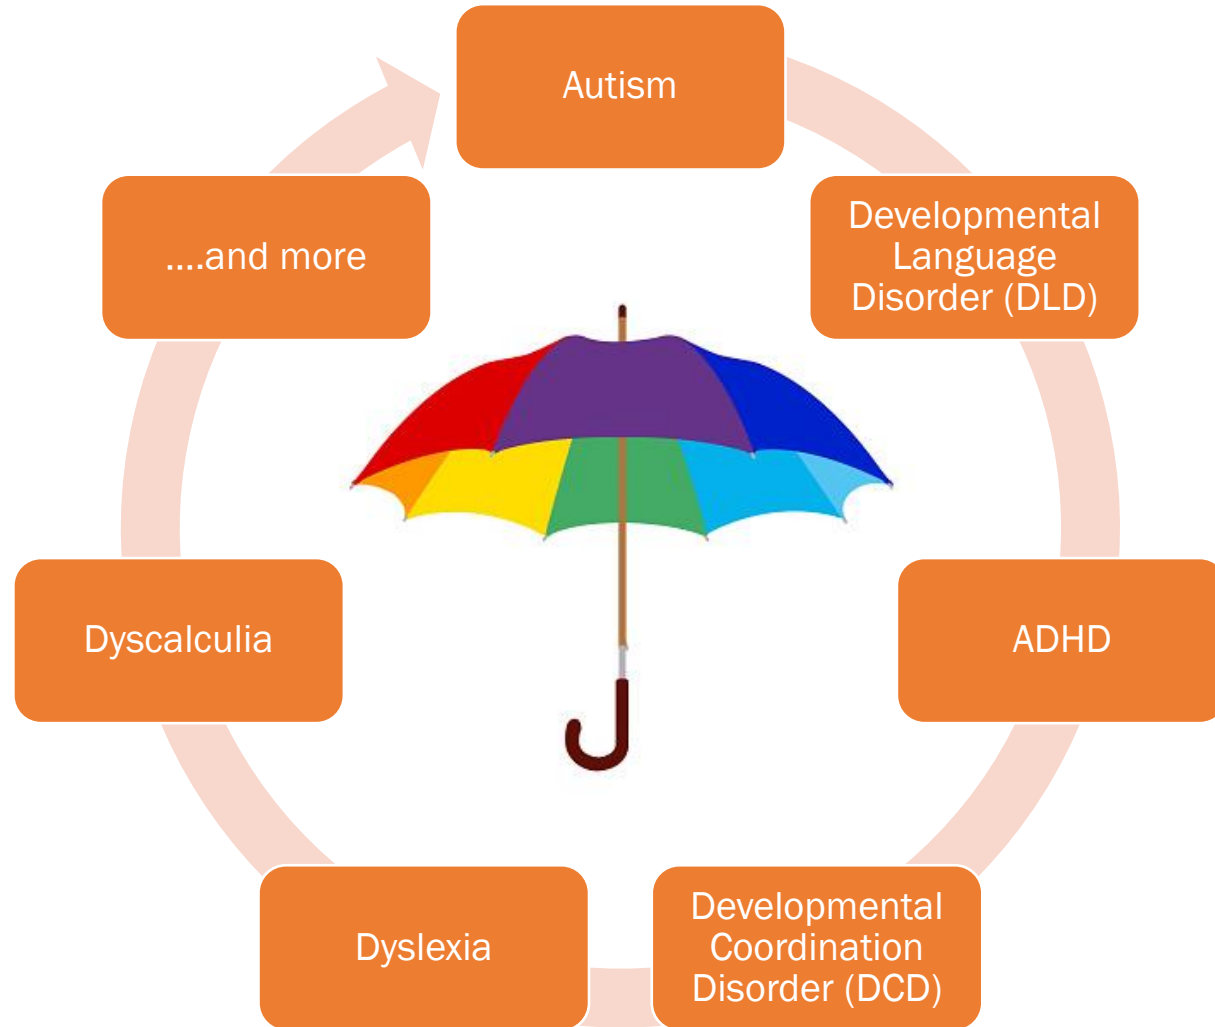 Autism
Developmental
Language
Disorder (DLD)
ADHD
Developmental
Coordination
Disorder (DCD)
Dyslexia
Dyscalculia
....and more